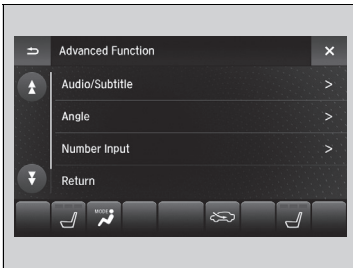 Advanced Function
Audio/Subtitle
>
Angle
>
Number Input
>
Return
MODE